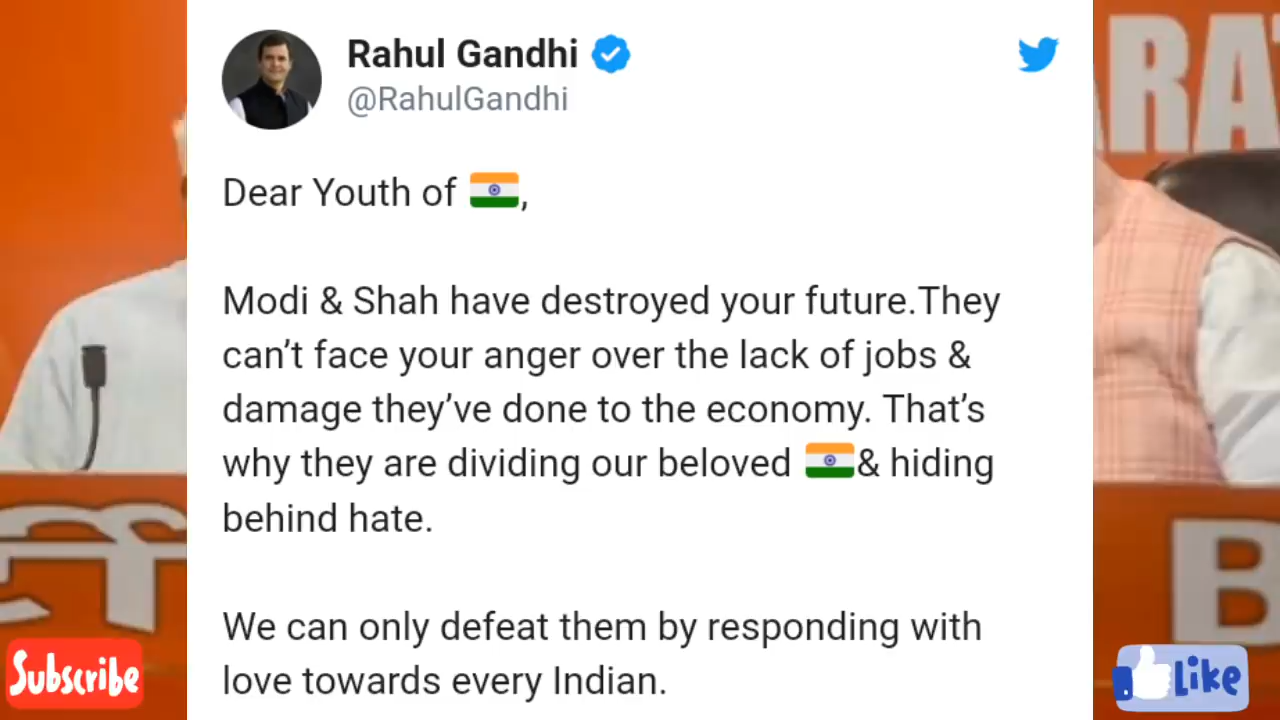 Rahul Gandhi
@RahulGandhi
Dear Youth of 🇮🇳,
Modi & Shah have destroyed your future.They
can’t face your anger over the lack of jobs &
damage they’ve done to the economy. That’s
why they are dividing our beloved 🇮🇳& hiding
behind hate.
We can only defeat them by responding with
love towards every Indian.
Subscribe
Like